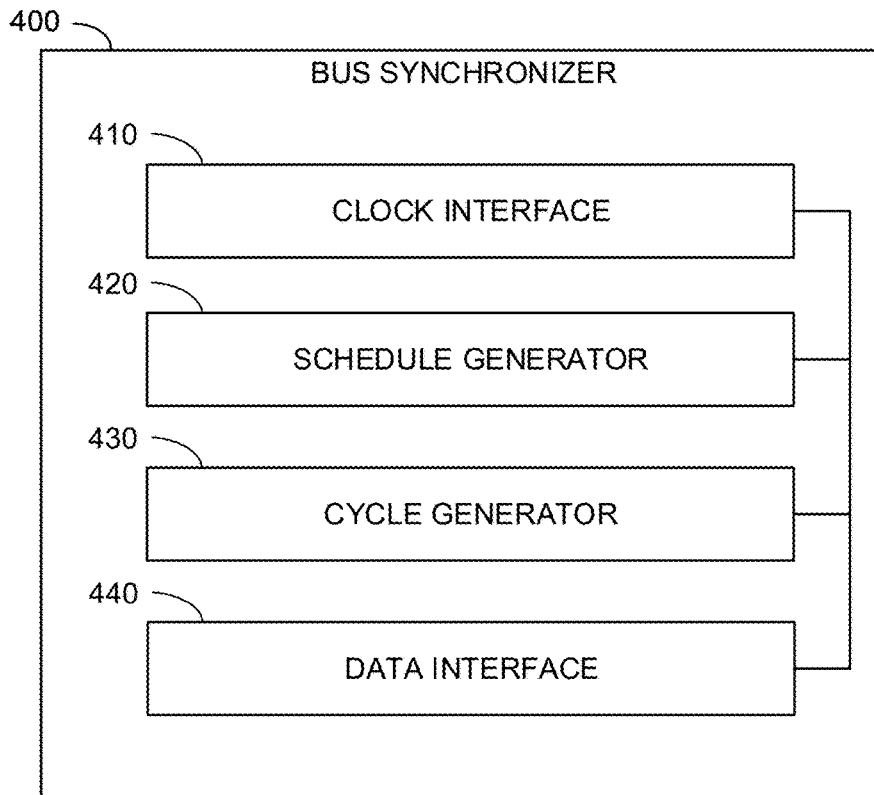 400
BUS SYNCHRONIZER
410
CLOCK INTERFACE
420
SCHEDULE GENERATOR
430
CYCLE GENERATOR
440
DATA INTERFACE